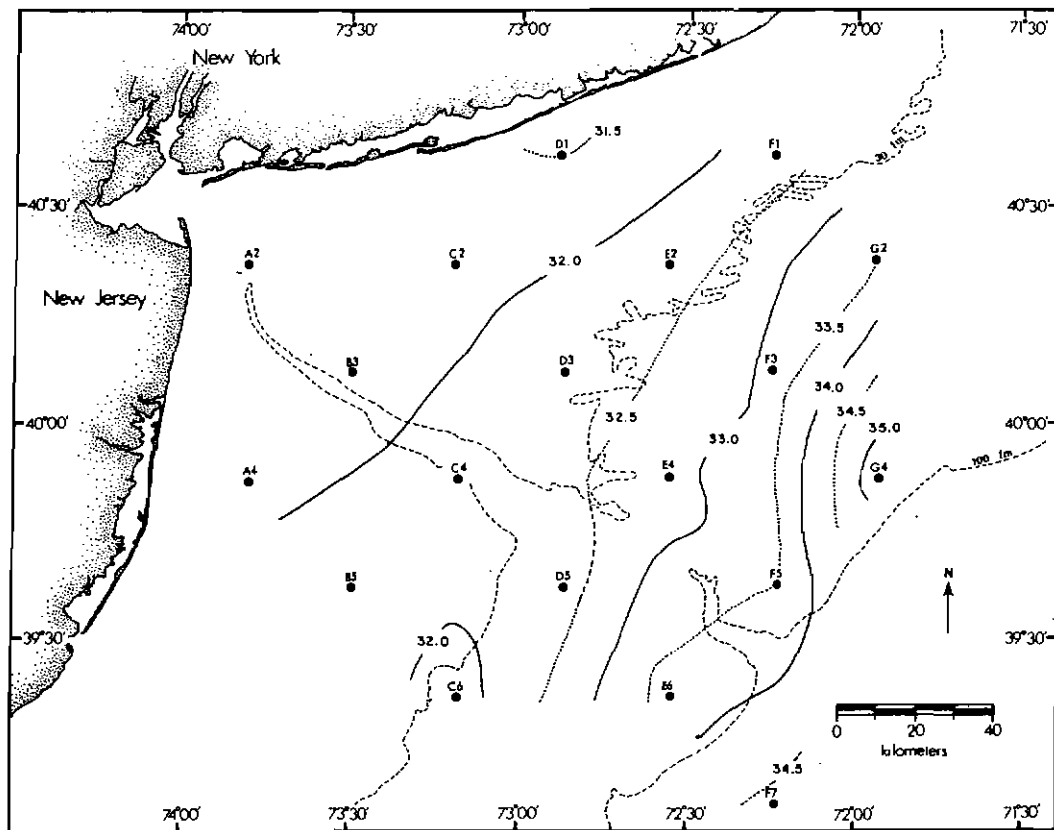 74°00'
73°30'
73°00'
72°30'
72°00'
71°30'
New York
D1
31.5
F1
30 fm
40°30'
40°30'
A2
C2
32.0
E2
G2
New Jersey
33.5
B3
D3
F3
34.0
32.5
33.0
34.5
40°00'
40°00'
35.0
100 fm
A4
C4
E4
G4
B5
D5
F5
N
39°30'
39°30'
32.0
C6
E6
0 20 40
kilometers
34.5
F7
74°00'
73°30'
73°00'
72°30'
72°00'
71°30'